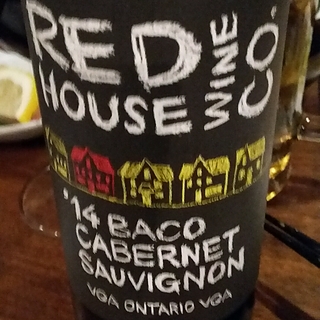 RED
HOUSE
WINE
CO.
'14 BACO
CABERNET
SAUVIGNON
VQA ONTARIO VQA